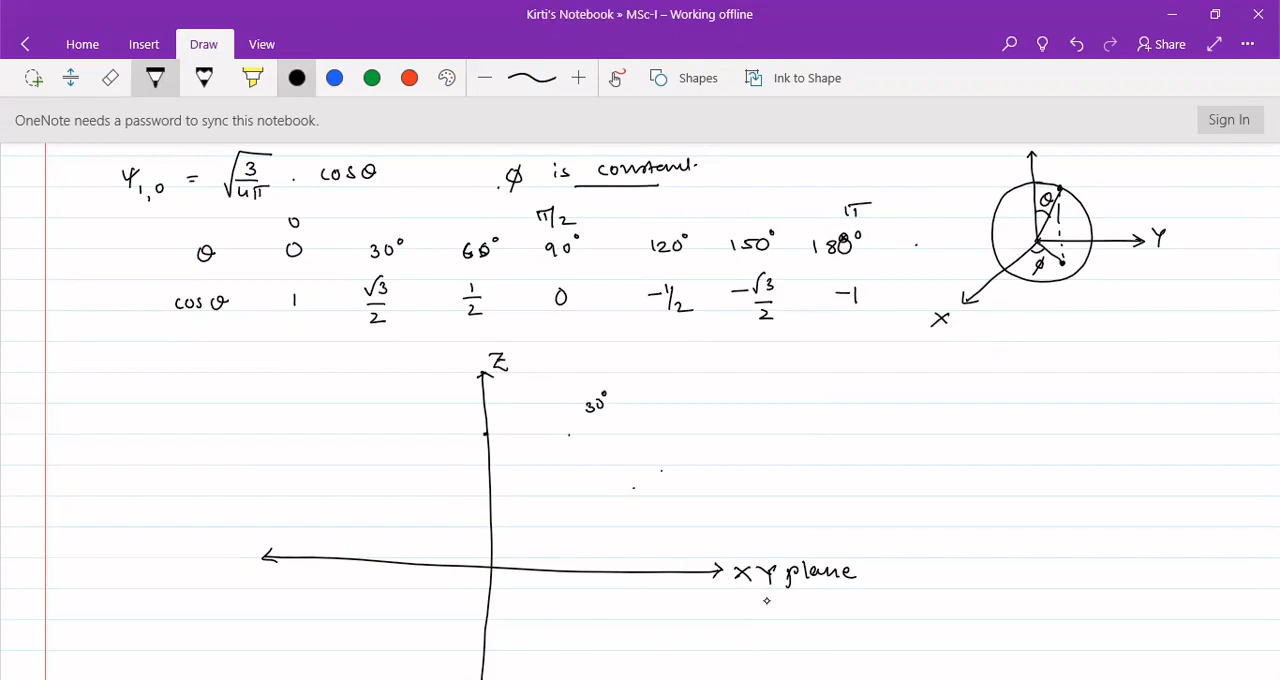 Kirti's Notebook » MSc-I – Working offline
Home Insert Draw View Share
Shapes Ink to Shape
OneNote needs a password to sync this notebook. Sign In
Ψ1,0 = √(3/4π) . cosθ .φ is constant.
0 π/2 π
θ 0 30° 60° 90° 120° 150° 180° .
cosθ 1 √3/2 1/2 0 -1/2 -√3/2 -1
θ
φ
Y
X
Z
30°
XY plane